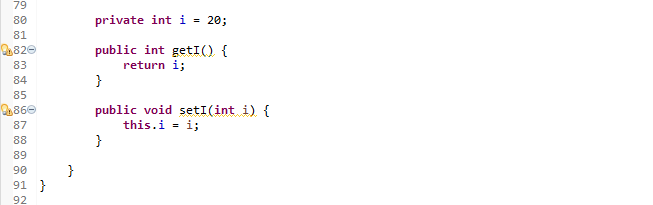 79
80 private int i = 20;
81
82 public int getI() {
83 return i;
84 }
85
86 public void setI(int i) {
87 this.i = i;
88 }
89
90 }
91 }
92